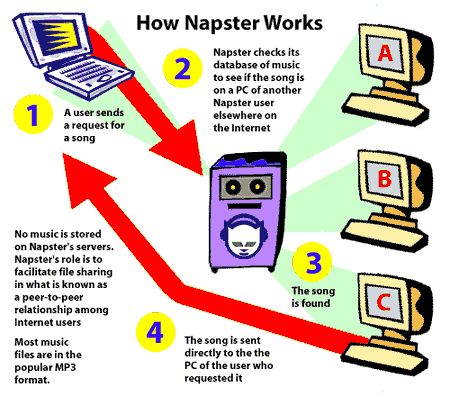 How Napster Works
1
A user sends
a request for
a song
2
Napster checks its
database of music
to see if the song is
on a PC of another
Napster user
elsewhere on
the Internet
A
B
C
3
The song
is found
No music is stored
on Napster's servers.
Napster's role is to
facilitate file sharing
in what is known as
a peer-to-peer
relationship among
Internet users
Most music
files are in the
popular MP3
format.
4
The song is sent
directly to the the
PC of the user who
requested it